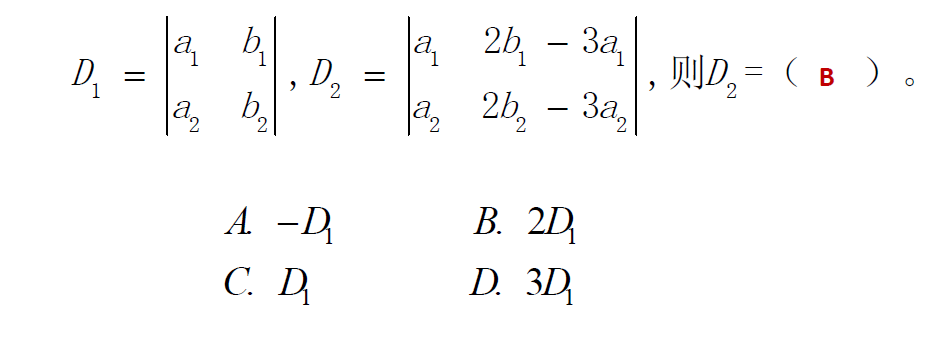 D₁ = |a₁ b₁; a₂ b₂|, D₂ = |a₁ 2b₁ − 3a₁; a₂ 2b₂ − 3a₂|, 则D₂ = ( B )。
A. −D₁ B. 2D₁
C. D₁ D. 3D₁